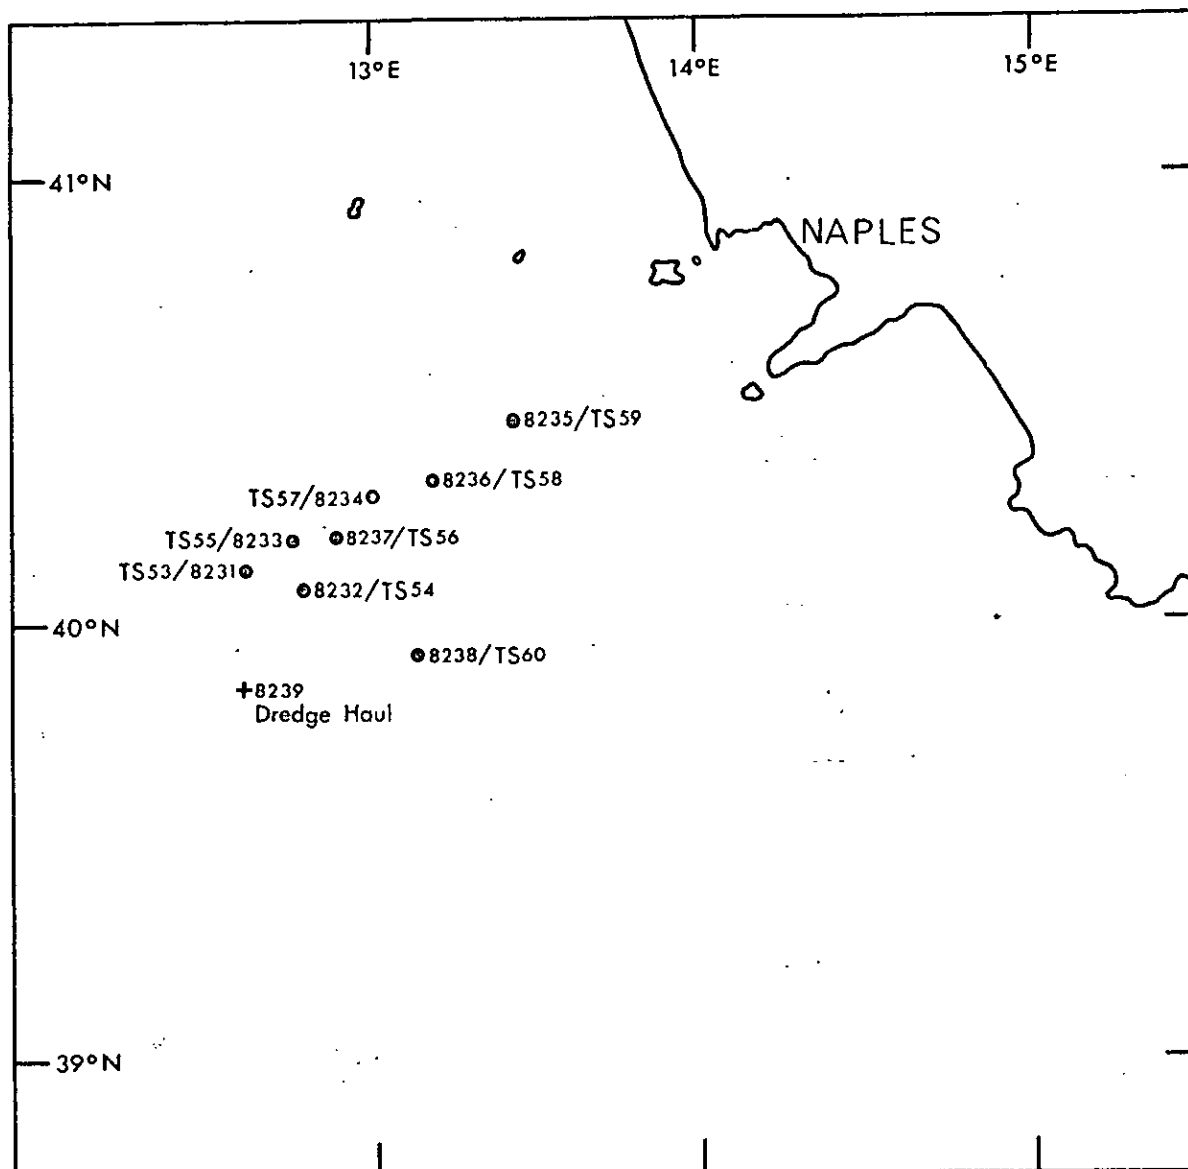 13°E
14°E
15°E
41°N
NAPLES
8235/TS59
8236/TS58
TS57/8234
TS55/8233
8237/TS56
TS53/8231
8232/TS54
40°N
8238/TS60
8239
Dredge Haul
39°N